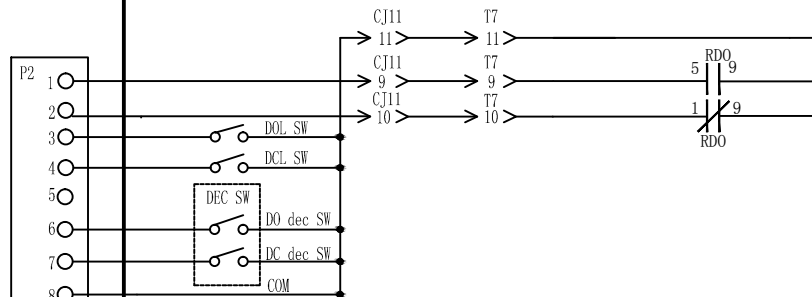 CJ11 T7
11 11
P2
1
CJ11 T7
9 9
5 RDO 9
2
CJ11 T7
10 10
1 9
RDO
3 DOL SW
4 DCL SW
5
DEC SW
6 DO dec SW
7 DC dec SW
8 COM